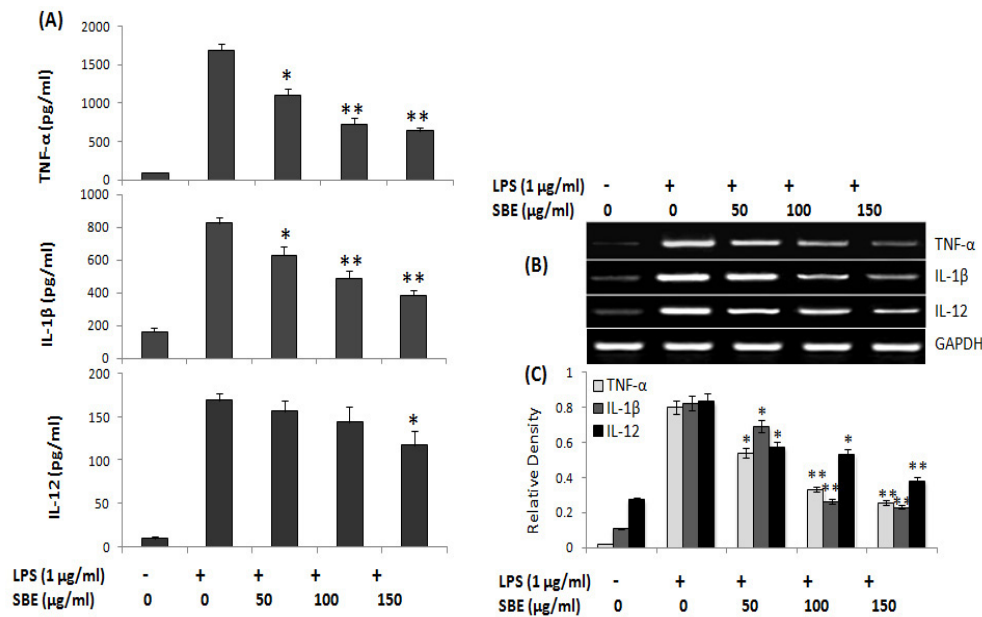 (A)
2000
1500
1000
500
0
TNF-α (pg/ml)
*
**
**
1000
800
600
400
200
0
IL-1β (pg/ml)
*
**
**
200
150
100
50
0
IL-12 (pg/ml)
*
LPS (1 µg/ml) - + + + +
SBE (µg/ml) 0 0 50 100 150
LPS (1 µg/ml) - + + + +
SBE (µg/ml) 0 0 50 100 150
(B)
TNF-α
IL-1β
IL-12
GAPDH
(C)
1
0.8
0.6
0.4
0.2
0
Relative Density
TNF-α
IL-1β
IL-12
* * *
** ** *
** ** **
LPS (1 µg/ml) - + + + +
SBE (µg/ml) 0 0 50 100 150